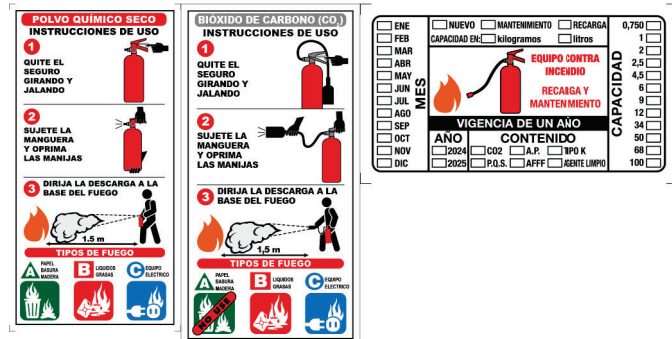 POLVO QUÍMICO SECO
INSTRUCCIONES DE USO
1
QUITE EL
SEGURO
GIRANDO Y
JALANDO
2
SUJETE LA
MANGUERA
Y OPRIMA
LAS MANIJAS
3 DIRIJA LA DESCARGA A LA
BASE DEL FUEGO
1.5 m
TIPOS DE FUEGO
A PAPEL
BASURA
MADERA
B LIQUIDOS
GRASAS
C EQUIPO
ELECTRICO
BIÓXIDO DE CARBONO (CO₂)
INSTRUCCIONES DE USO
1
QUITE EL
SEGURO
GIRANDO Y
JALANDO
2
SUJETE LA
MANGUERA
Y OPRIMA
LAS MANIJAS
3 DIRIJA LA DESCARGA A LA
BASE DEL FUEGO
1,5 m
TIPOS DE FUEGO
A PAPEL
BASURA
MADERA
B LIQUIDOS
GRASAS
C EQUIPO
ELECTRICO
NO USE
MES
ENE
FEB
MAR
ABR
MAY
JUN
JUL
AGO
SEP
OCT
NOV
DIC
NUEVO MANTENIMIENTO RECARGA
CAPACIDAD EN: kilogramos litros
EQUIPO CONTRA
INCENDIO
RECARGA Y
MANTENIMIENTO
VIGENCIA DE UN AÑO
AÑO
2024
2025
CONTENIDO
CO2 A.P. TIPO K
P.Q.S. AFFF AGENTE LIMPIO
CAPACIDAD
0,750
1
2
2,5
4,5
6
9
12
34
50
68
100